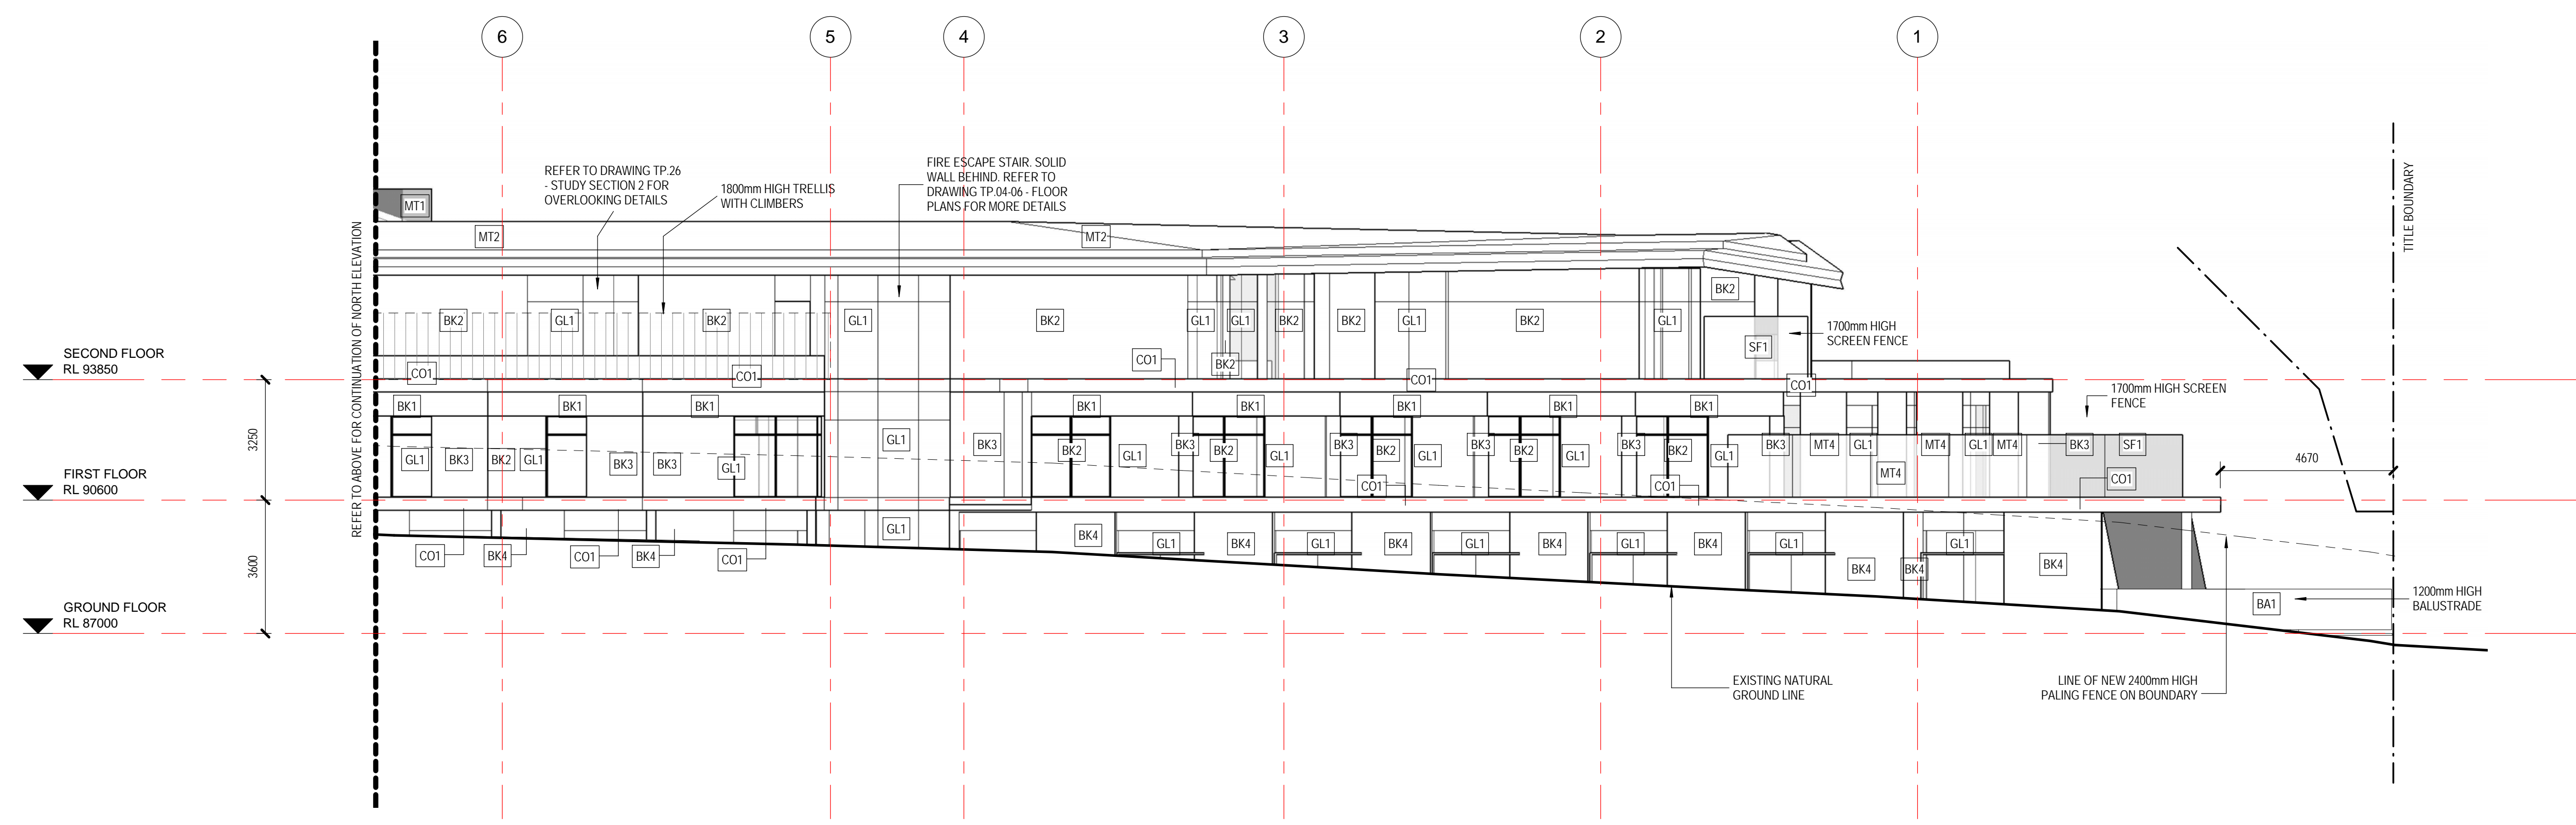 6
5
4
3
2
1
REFER TO DRAWING TP.26
- STUDY SECTION 2 FOR
OVERLOOKING DETAILS
1800mm HIGH TRELLIS
WITH CLIMBERS
FIRE ESCAPE STAIR. SOLID
WALL BEHIND. REFER TO
DRAWING TP.04-06 - FLOOR
PLANS FOR MORE DETAILS
TITLE BOUNDARY
REFER TO ABOVE FOR CONTINUATION OF NORTH ELEVATION
MT1
MT2
MT2
BK2
BK2
GL1
BK2
GL1
BK2
GL1
GL1
BK2
BK2
GL1
BK2
GL1
1700mm HIGH
SCREEN FENCE
SF1
CO1
BK2
SECOND FLOOR
RL 93850
CO1
CO1
CO1
CO1
1700mm HIGH SCREEN
FENCE
BK1
BK1
BK1
BK1
BK1
BK1
BK1
BK1
3250
GL1
BK3
BK2
GL1
BK3
BK3
GL1
GL1
BK3
BK2
GL1
BK3
BK2
GL1
BK3
BK2
GL1
BK3
BK2
GL1
BK3
BK2
GL1
BK3
MT4
GL1
MT4
GL1
MT4
BK3
SF1
4670
MT4
CO1
CO1
CO1
FIRST FLOOR
RL 90600
GL1
BK4
GL1
BK4
GL1
BK4
GL1
BK4
GL1
BK4
GL1
GL1
CO1
BK4
CO1
BK4
CO1
BK4
BK4
BK4
3600
1200mm HIGH
BALUSTRADE
BA1
GROUND FLOOR
RL 87000
EXISTING NATURAL
GROUND LINE
LINE OF NEW 2400mm HIGH
PALING FENCE ON BOUNDARY